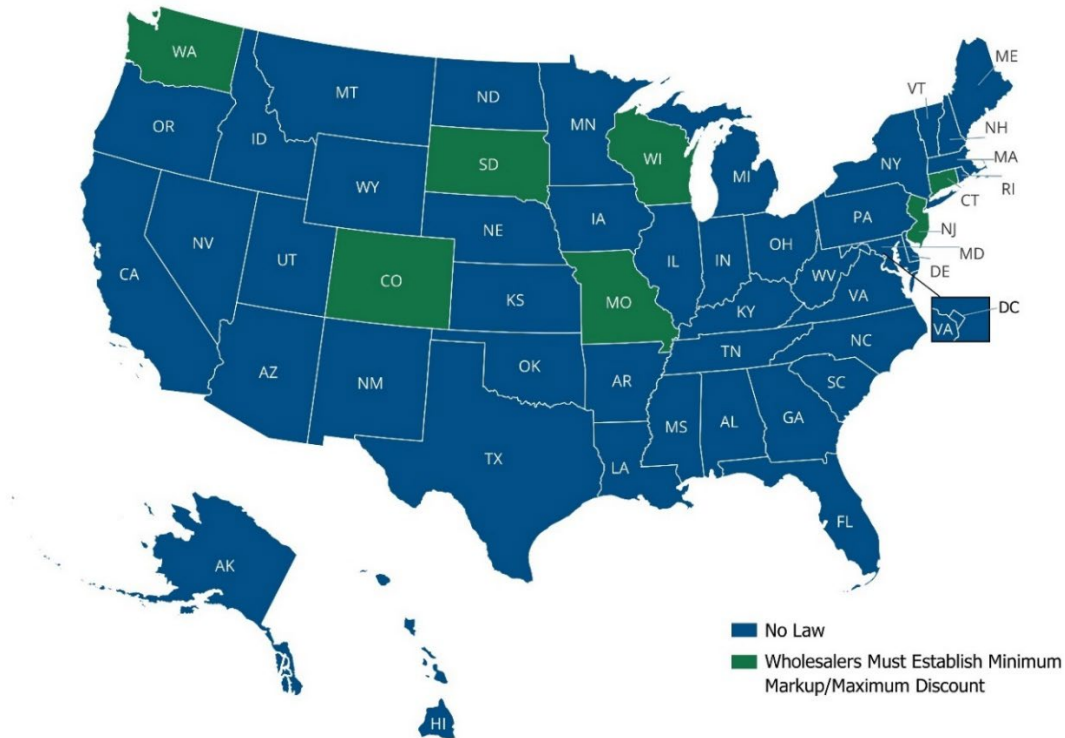 WA
ME
VT
MT
ND
MN
OR
NH
ID
SD
WI
NY
MA
WY
MI
RI
CT
IA
PA
NE
NJ
NV
OH
IL
IN
MD
UT
DE
CA
CO
WV
KS
MO
VA
KY
DC
VA
NC
TN
OK
AZ
NM
AR
SC
MS
AL
GA
TX
LA
FL
AK
No Law
Wholesalers Must Establish Minimum
Markup/Maximum Discount
HI